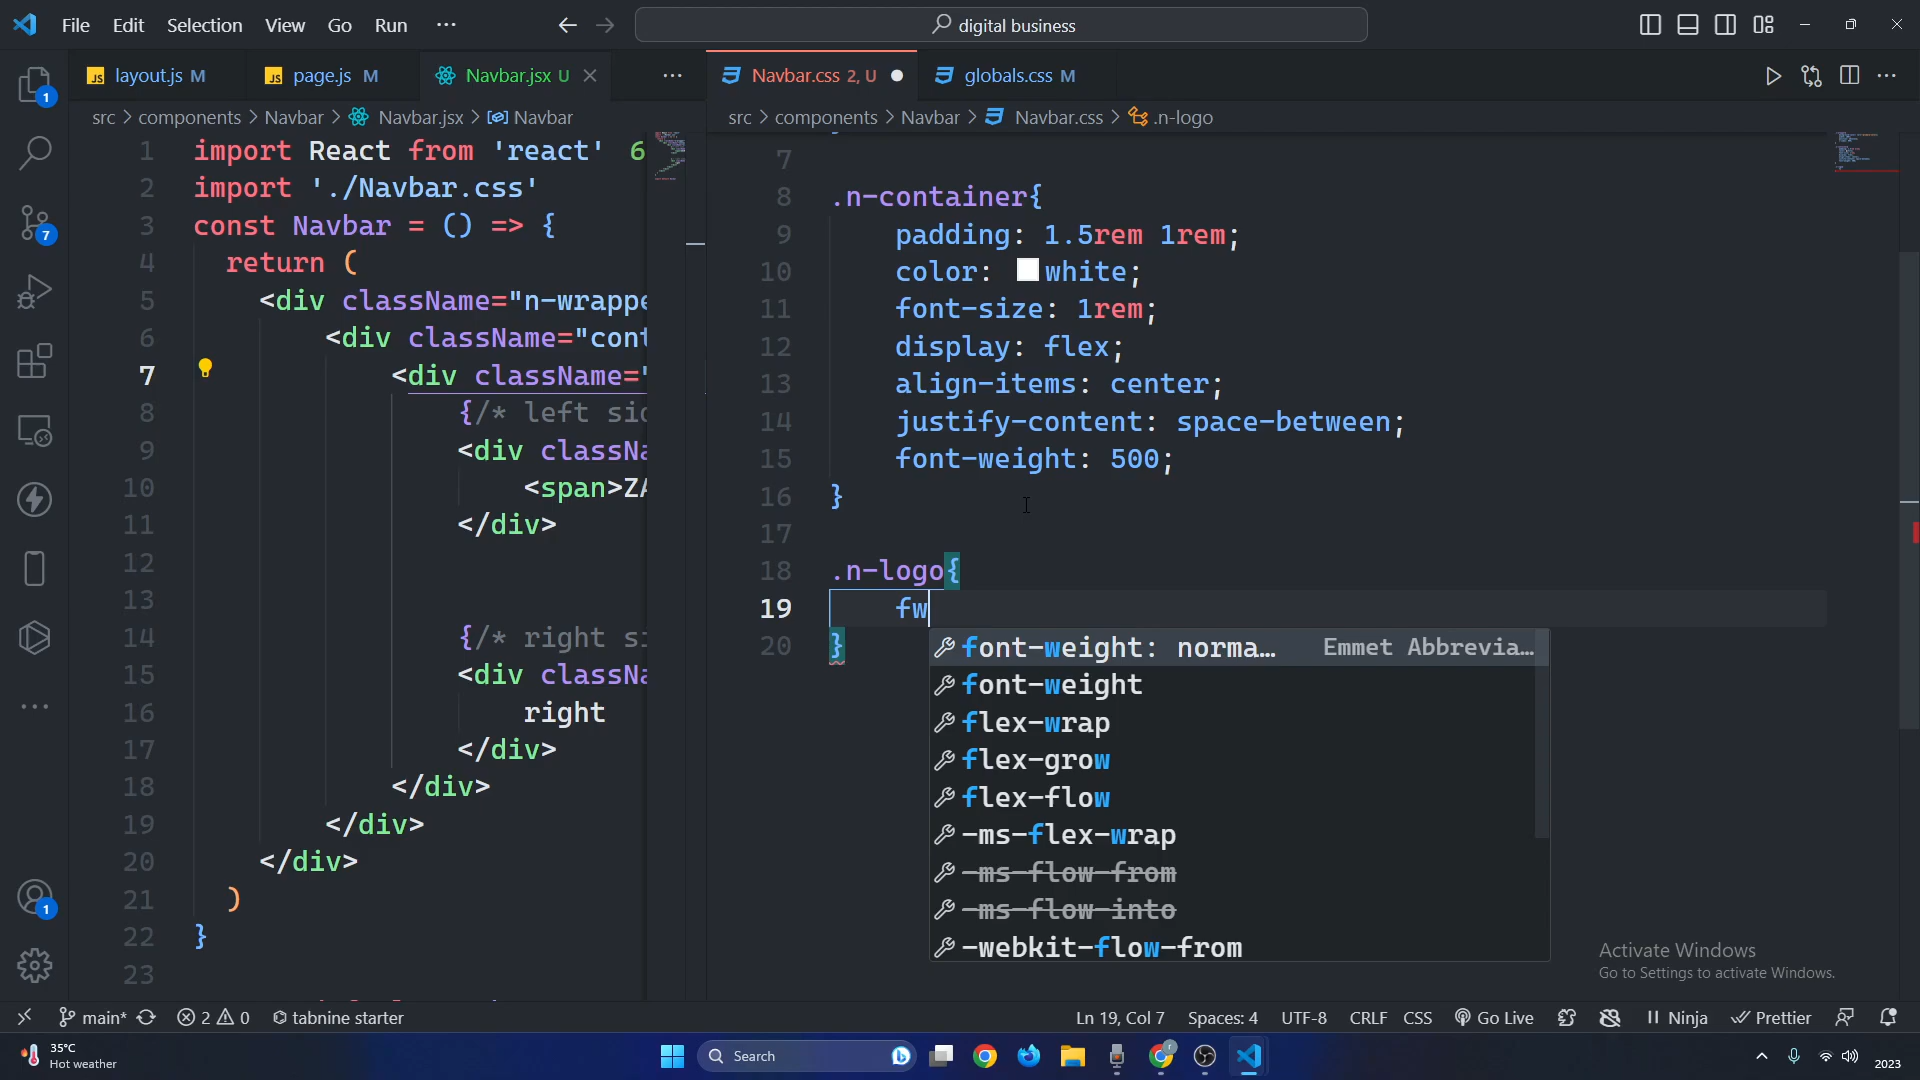 File Edit Selection View Go Run ...
digital business
JS layout.js M
JS page.js M
Navbar.jsx U
Navbar.css 2, U
globals.css M
src > components > Navbar > Navbar.jsx > Navbar
src > components > Navbar > Navbar.css > .n-logo
1 import React from 'react' 6
2 import './Navbar.css'
3 const Navbar = () => {
4 return (
5 <div className="n-wrappe
6 <div className="cont
7 <div className="
8 {/* left sid
9 <div classNa
10 <span>ZA
11 </div>
12
13
14 {/* right si
15 <div classNa
16 right
17 </div>
18 </div>
19 </div>
20 </div>
21 )
22 }
23
7
8 .n-container{
9 padding: 1.5rem 1rem;
10 color: white;
11 font-size: 1rem;
12 display: flex;
13 align-items: center;
14 justify-content: space-between;
15 font-weight: 500;
16 }
17
18 .n-logo{
19 fw
20 }
font-weight: norma… Emmet Abbrevia…
font-weight
flex-wrap
flex-grow
flex-flow
-ms-flex-wrap
-ms-flow-from
-ms-flow-into
-webkit-flow-from
1
7
1
Activate Windows
Go to Settings to activate Windows.
main* 2 0 tabnine starter
Ln 19, Col 7 Spaces: 4 UTF-8 CRLF CSS Go Live Ninja Prettier
35°C
Hot weather
Search
2023